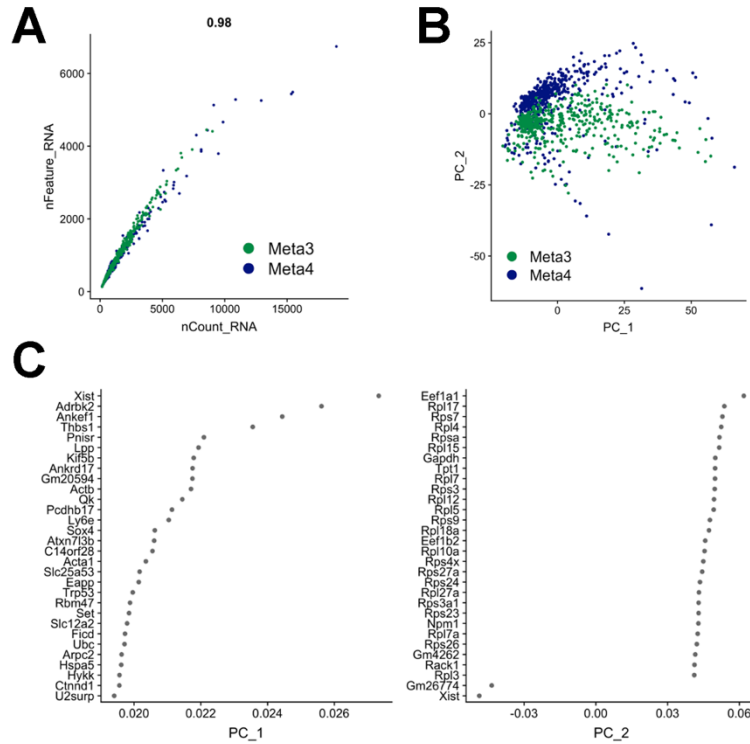 A
0.98
nFeature_RNA
6000
4000
2000
0
Meta3
Meta4
0
5000
10000
15000
nCount_RNA
B
PC_2
25
0
-25
-50
Meta3
Meta4
0
25
50
PC_1
C
Xist
Adrbk2
Ankef1
Thbs1
Pnisr
Lpp
Kif5b
Ankrd17
Gm20594
Actb
Qk
Pcdhb17
Ly6e
Sox4
Atxn7l3b
C14orf28
Acta1
Slc25a53
Eapp
Trp53
Rbm47
Set
Slc12a2
Ficd
Ubc
Arpc2
Hspa5
Hykk
Ctnnd1
U2surp
0.020
0.022
0.024
0.026
PC_1
Eef1a1
Rpl17
Rps7
Rpl4
Rpsa
Rpl15
Gapdh
Tpt1
Rpl7
Rps3
Rpl12
Rpl5
Rps9
Rpl18a
Eef1b2
Rpl10a
Rps4x
Rps27a
Rps24
Rpl27a
Rps3a1
Rps23
Npm1
Rpl7a
Rps26
Gm4262
Rack1
Rpl3
Gm26774
Xist
-0.03
0.00
0.03
0.06
PC_2